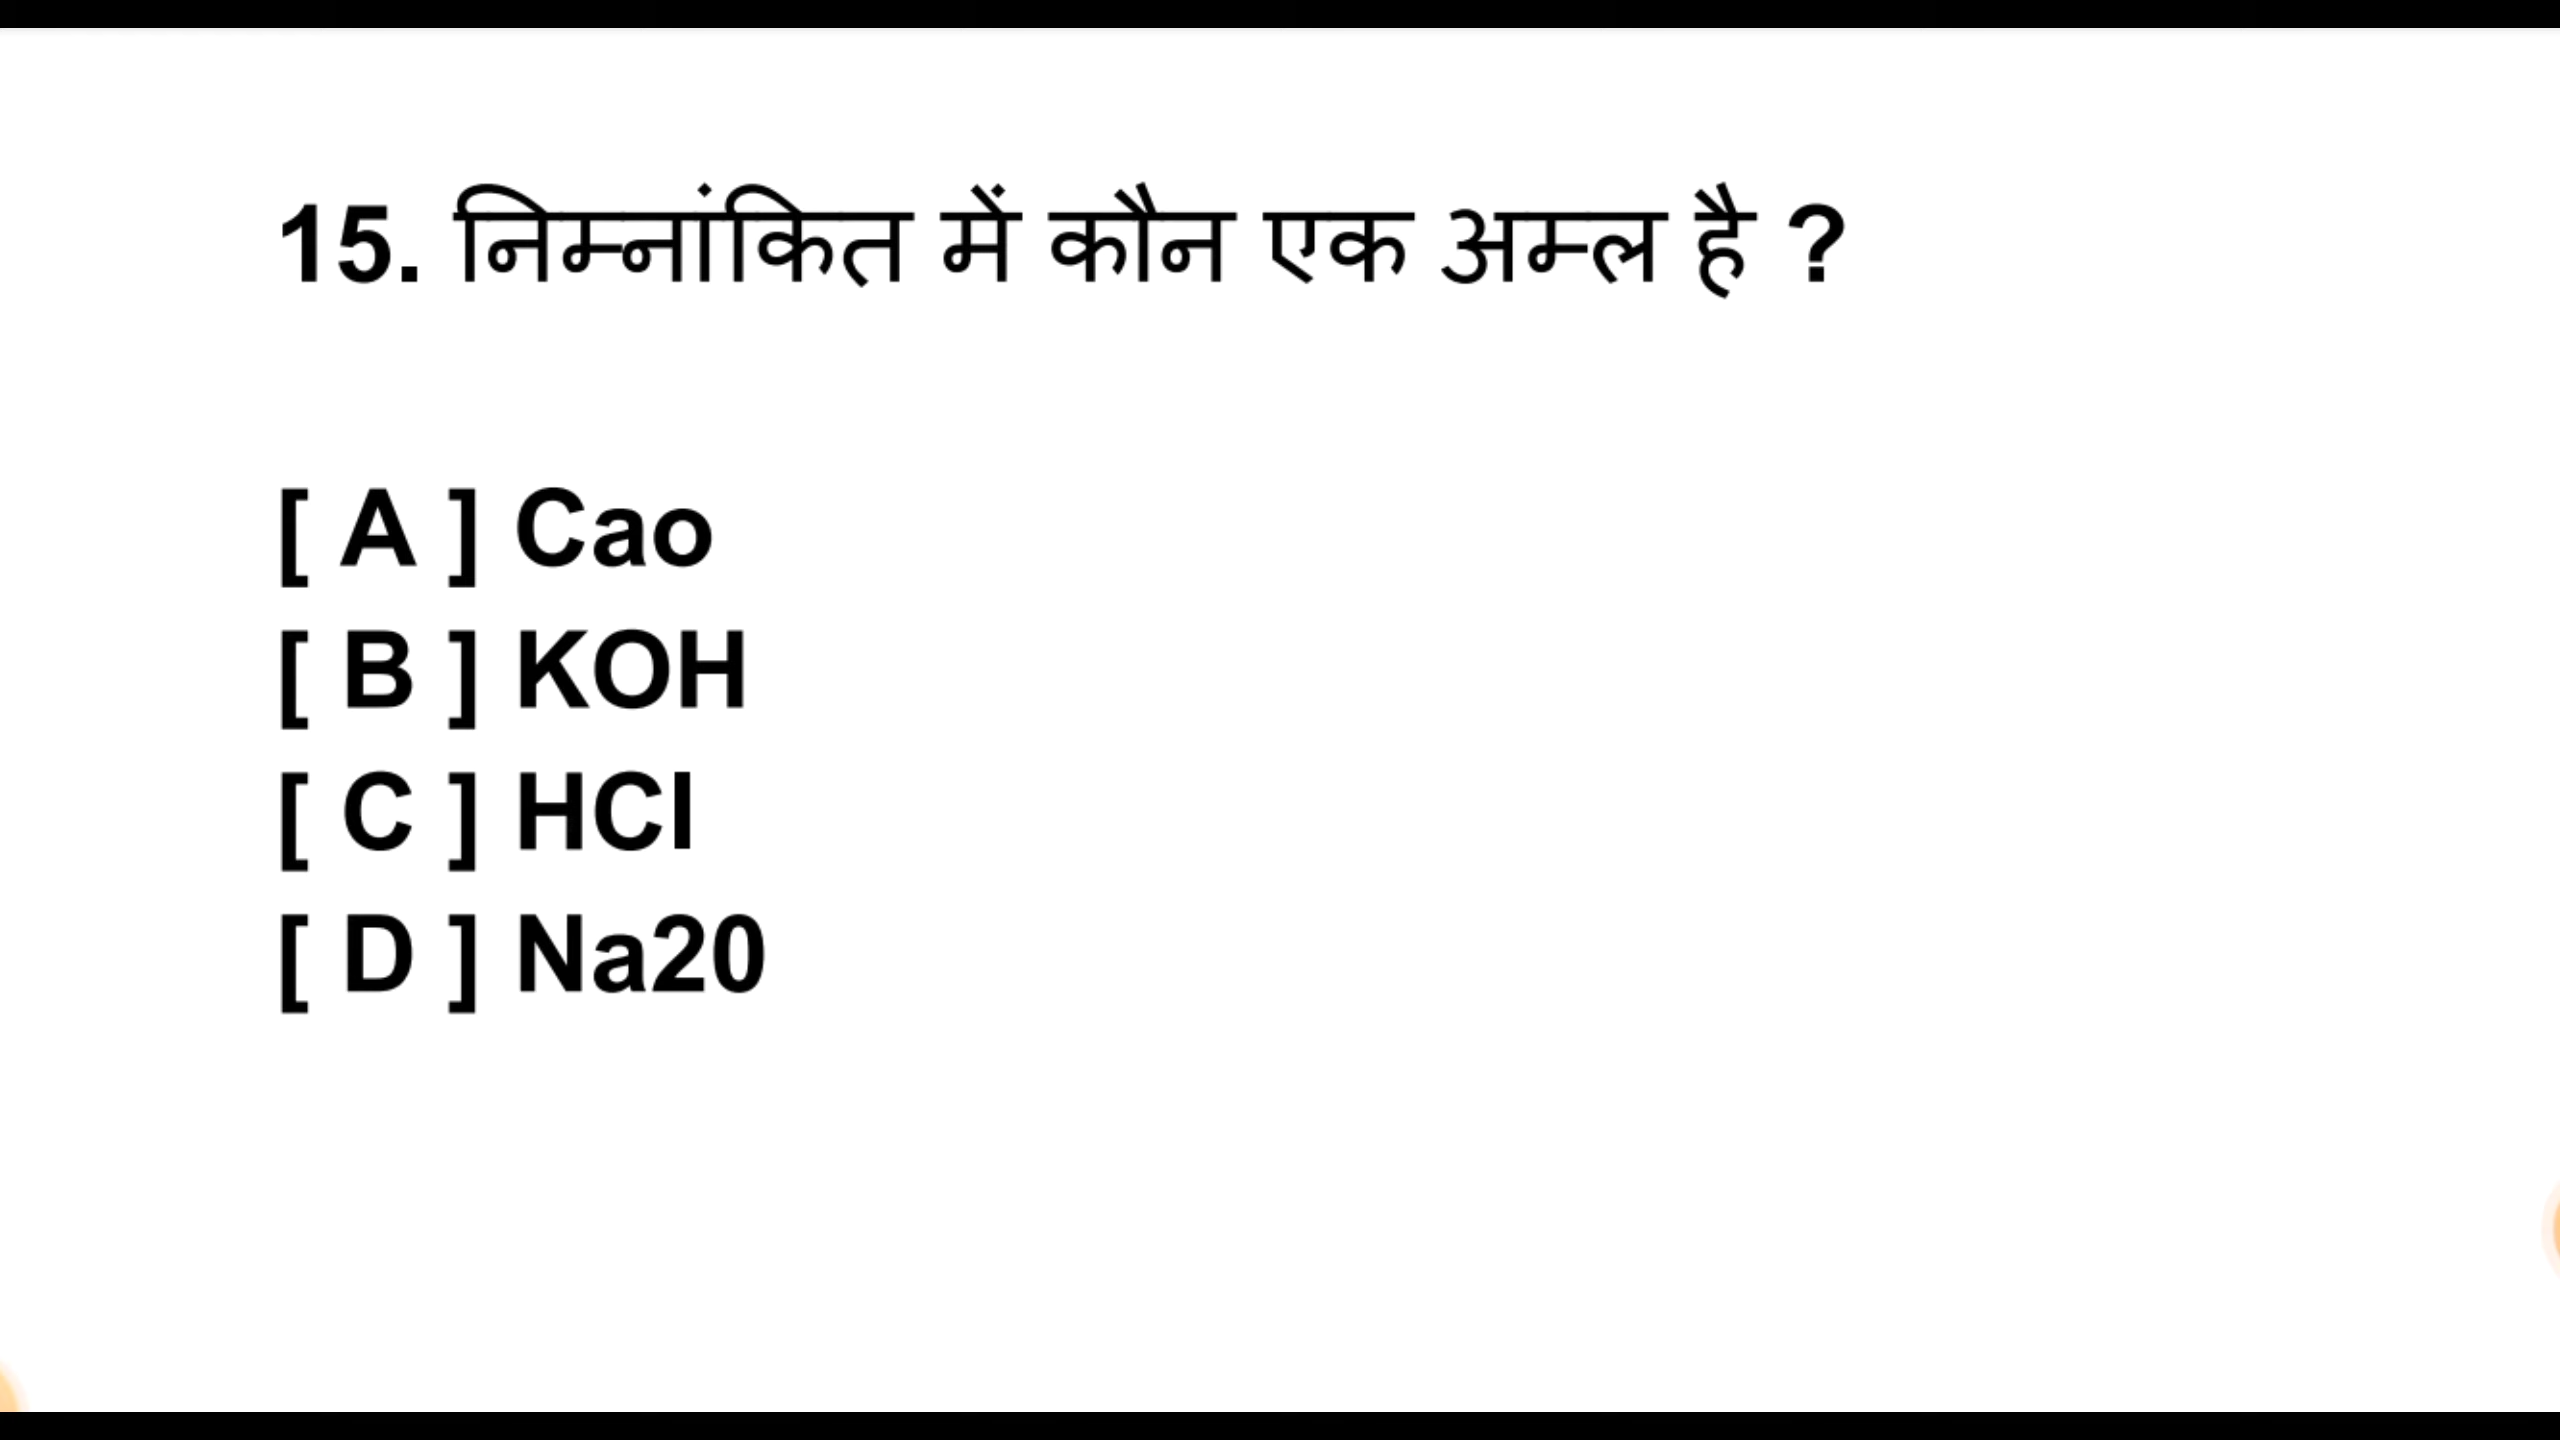 15. निम्नांकित में कौन एक अम्ल है ?
[ A ] Cao
[ B ] KOH
[ C ] HCl
[ D ] Na20